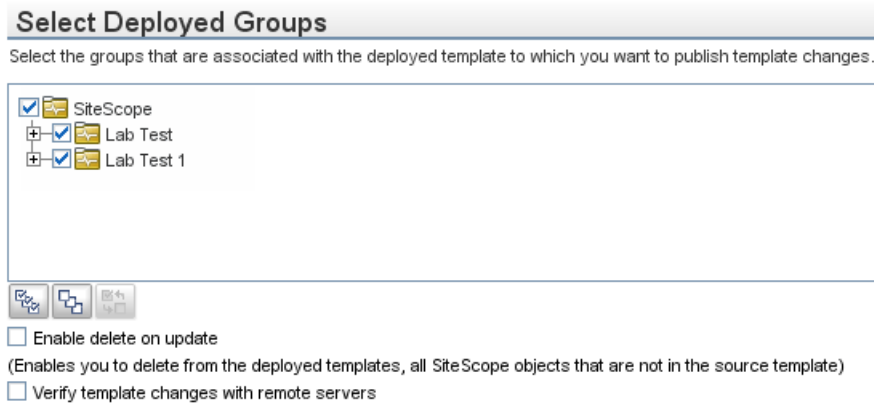 Select Deployed Groups
Select the groups that are associated with the deployed template to which you want to publish template changes.
SiteScope
Lab Test
Lab Test 1
Enable delete on update
(Enables you to delete from the deployed templates, all SiteScope objects that are not in the source template)
Verify template changes with remote servers